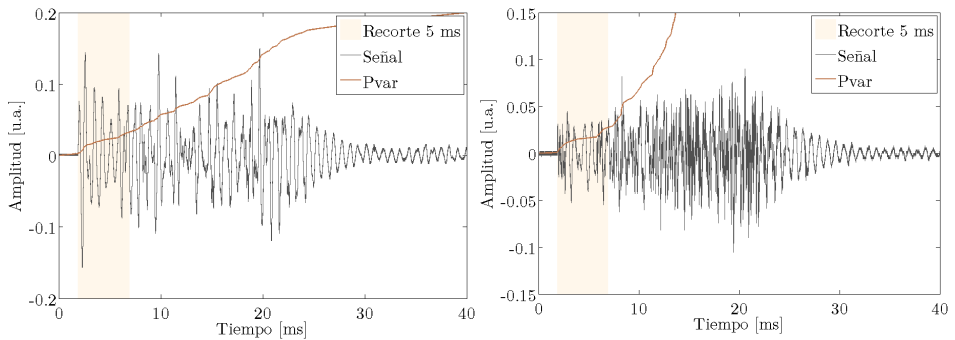 0.2
0.1
0
-0.1
-0.2
Amplitud [u.a.]
0 10 20 30 40
Tiempo [ms]
Recorte 5 ms
Señal
Pvar
0.15
0.1
0.05
0
-0.05
-0.1
-0.15
Amplitud [u.a.]
0 10 20 30 40
Tiempo [ms]
Recorte 5 ms
Señal
Pvar